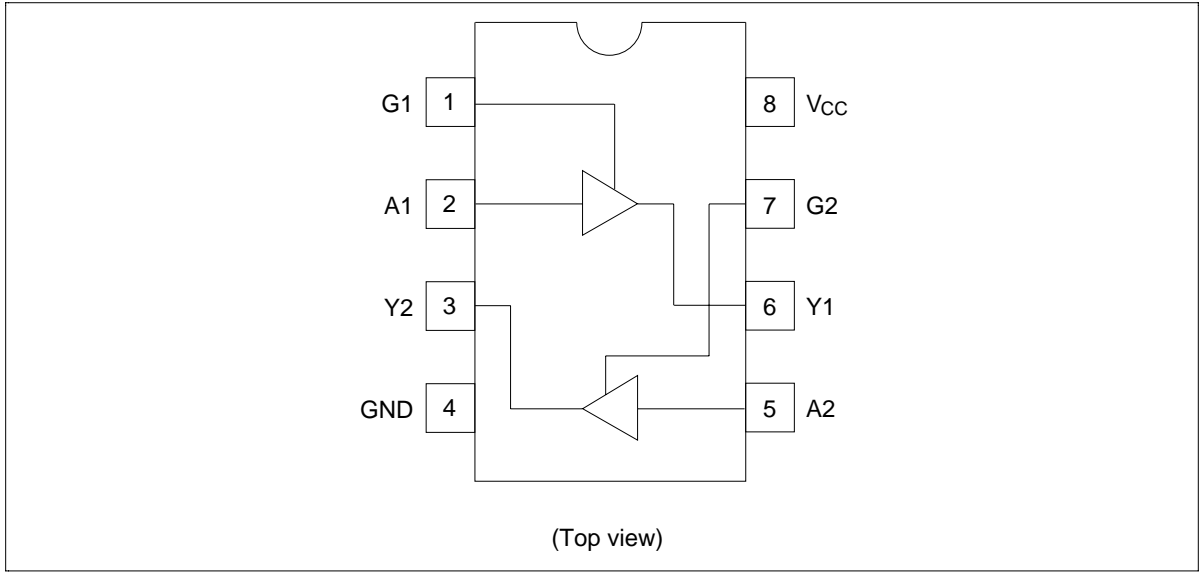 G1 1 8 VCC
A1 2 7 G2
Y2 3 6 Y1
GND 4 5 A2
(Top view)